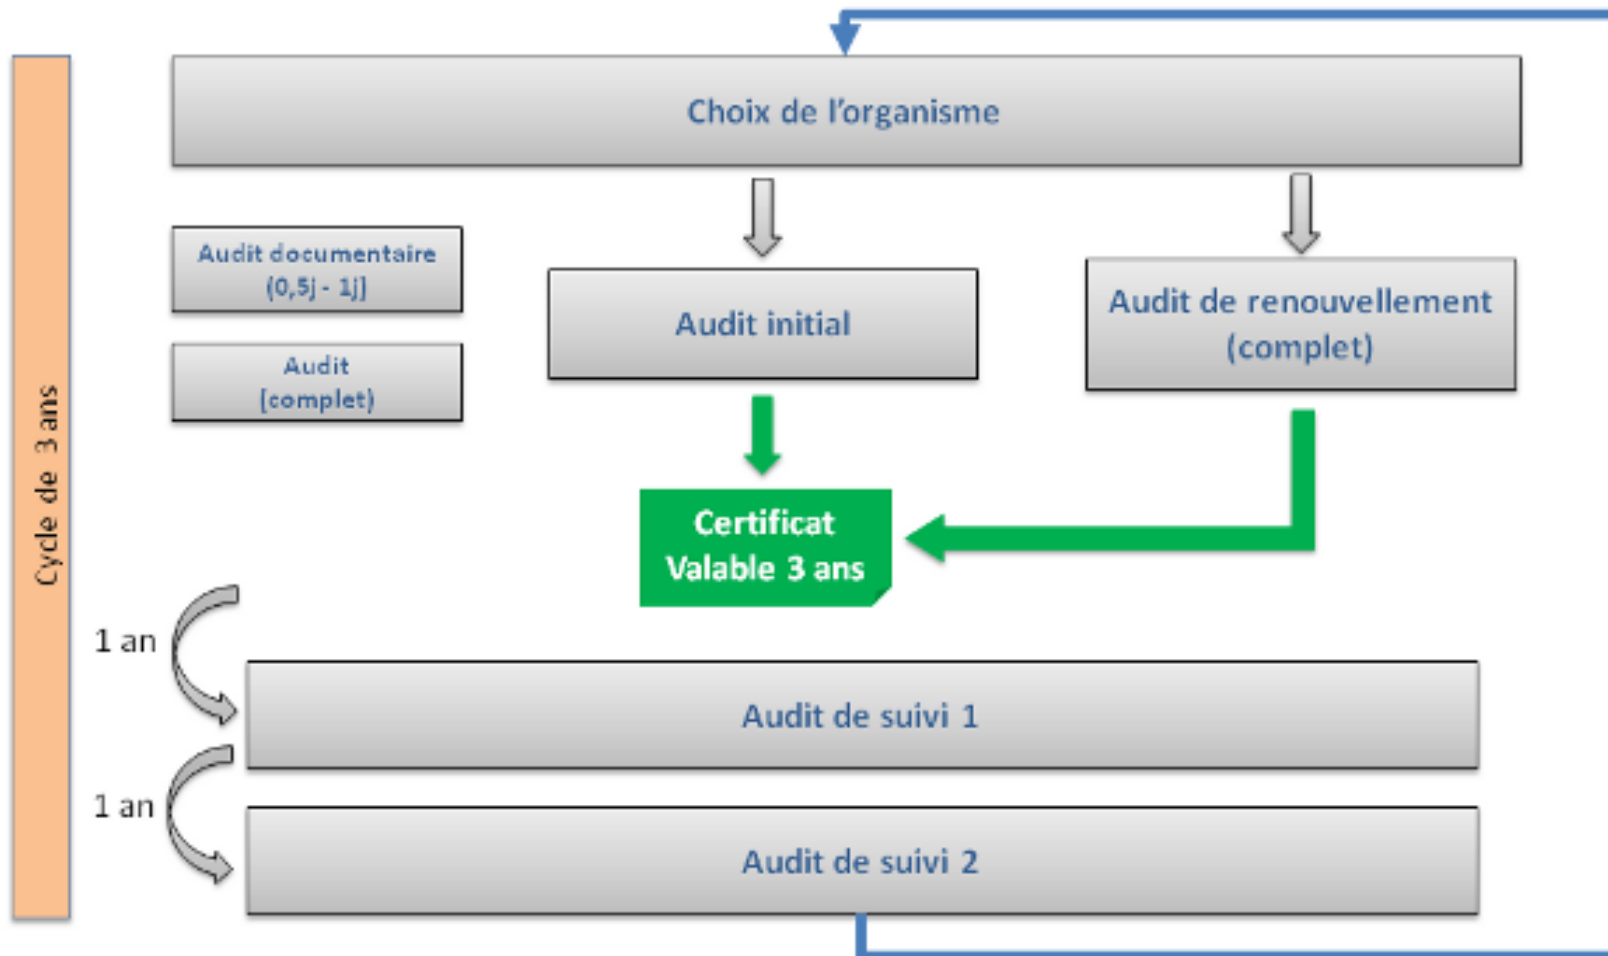 Choix de l'organisme
Audit documentaire
(0,5j - 1j)
Audit
(complet)
Audit initial
Audit de renouvellement
(complet)
Cycle de 3 ans
Certificat
Valable 3 ans
1 an
Audit de suivi 1
1 an
Audit de suivi 2